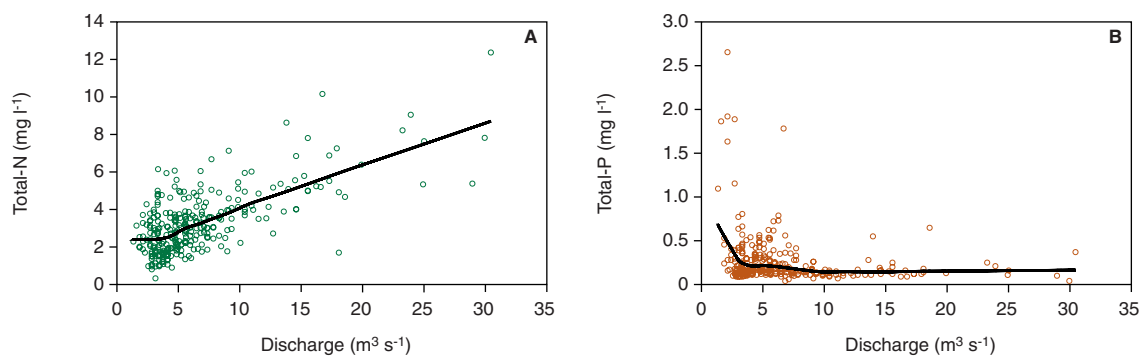 A
Total-N (mg l-1)
14
12
10
8
6
4
2
0
0 5 10 15 20 25 30 35
Discharge (m³ s-¹)
B
Total-P (mg l-1)
3.0
2.5
2.0
1.5
1.0
0.5
0
0 5 10 15 20 25 30 35
Discharge (m³ s-¹)